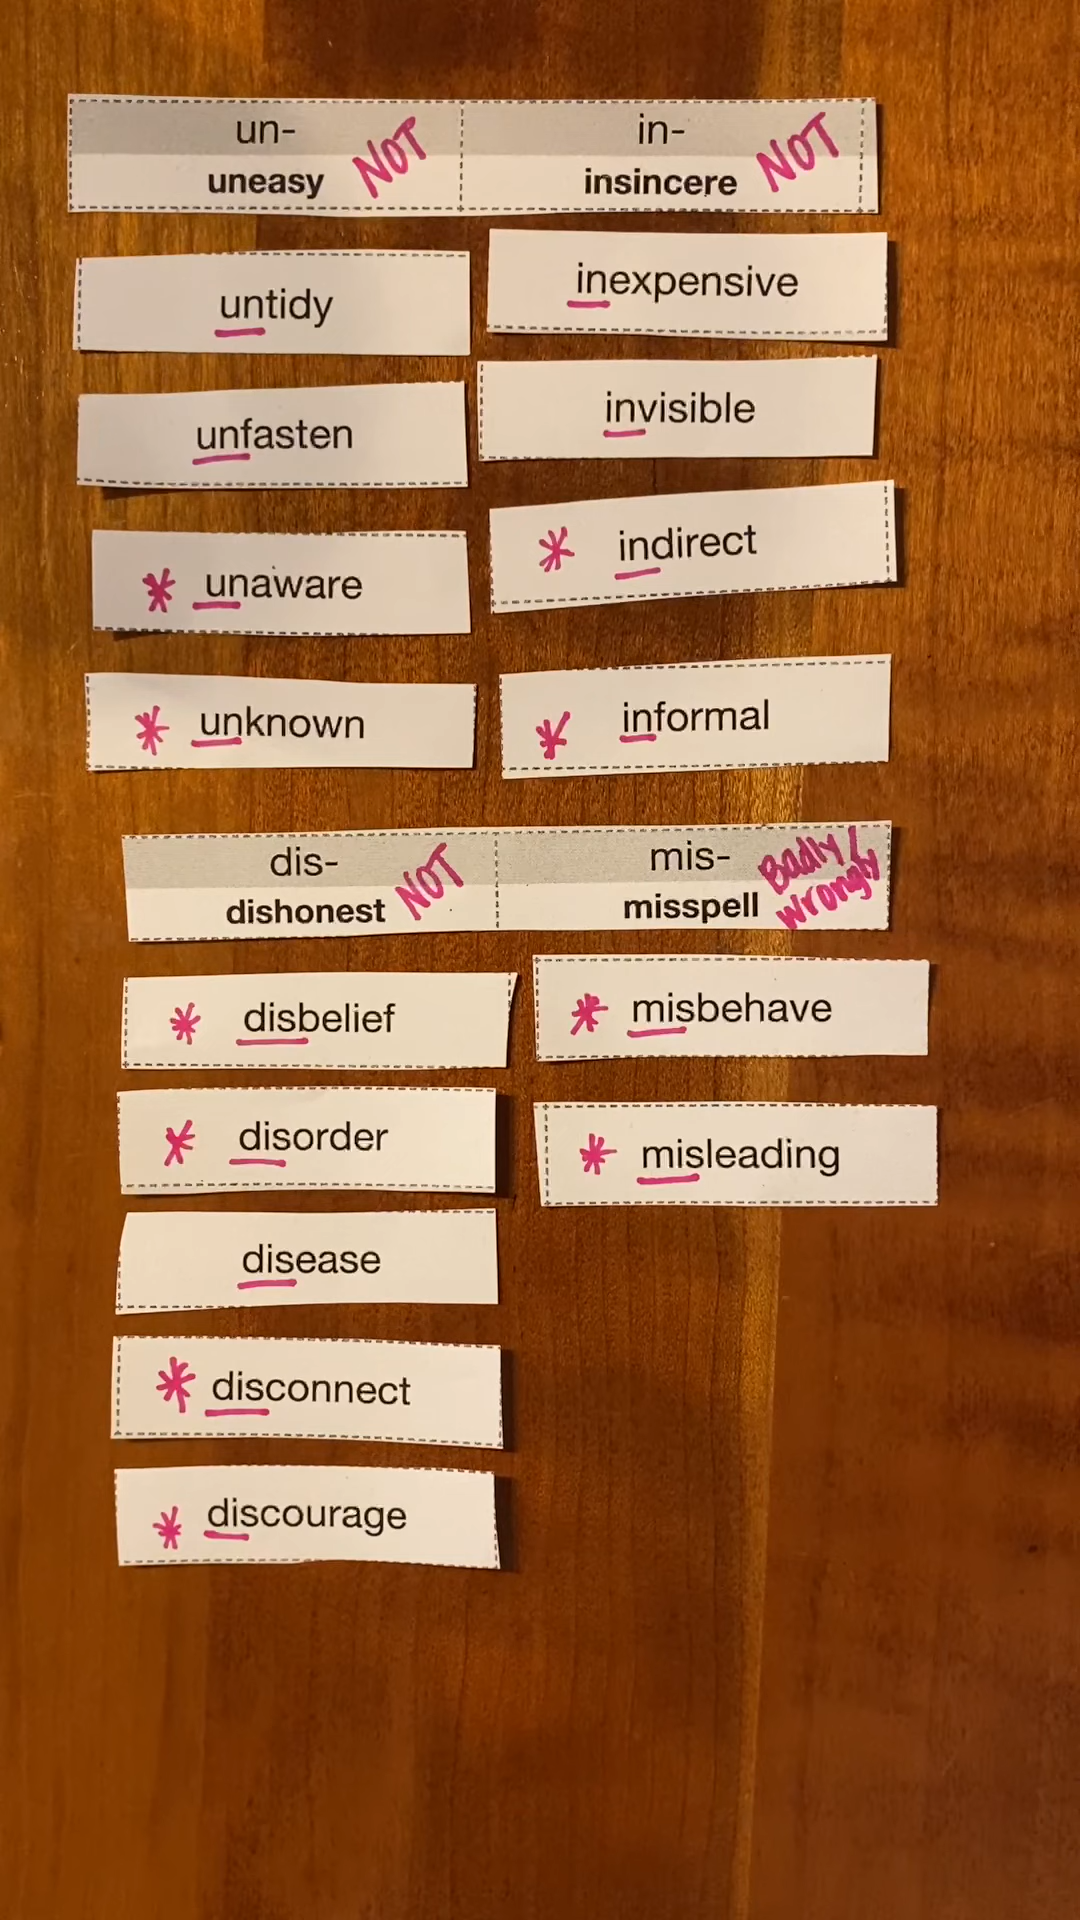 un- NOT
uneasy
in- NOT
insincere
untidy
unfasten
* unaware
* unknown
inexpensive
invisible
* indirect
* informal
dis- NOT
dishonest
mis- Badly/
misspell wrongly
* disbelief
* disorder
disease
* disconnect
* discourage
* misbehave
* misleading